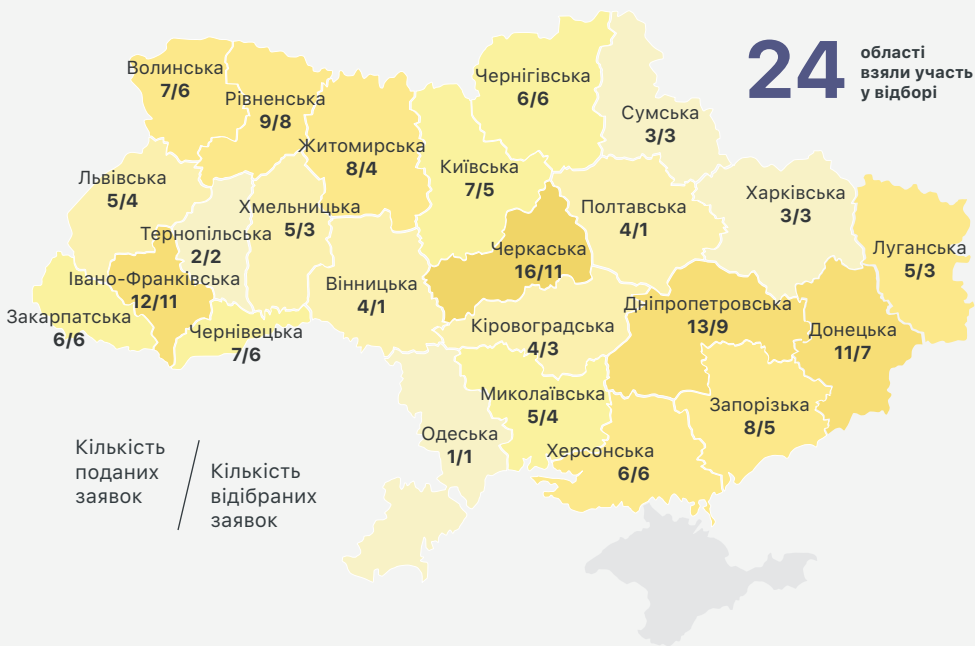 24
області
взяли участь
у відборі
Волинська
7/6
Рівненська
9/8
Житомирська
8/4
Чернігівська
6/6
Сумська
3/3
Київська
7/5
Львівська
5/4
Хмельницька
5/3
Тернопільська
2/2
Івано-Франківська
12/11
Закарпатська
6/6
Чернівецька
7/6
Вінницька
4/1
Черкаська
16/11
Полтавська
4/1
Харківська
3/3
Луганська
5/3
Дніпропетровська
13/9
Донецька
11/7
Кіровоградська
4/3
Миколаївська
5/4
Запорізька
8/5
Одеська
1/1
Херсонська
6/6
Кількість
поданих
заявок
Кількість
відібраних
заявок